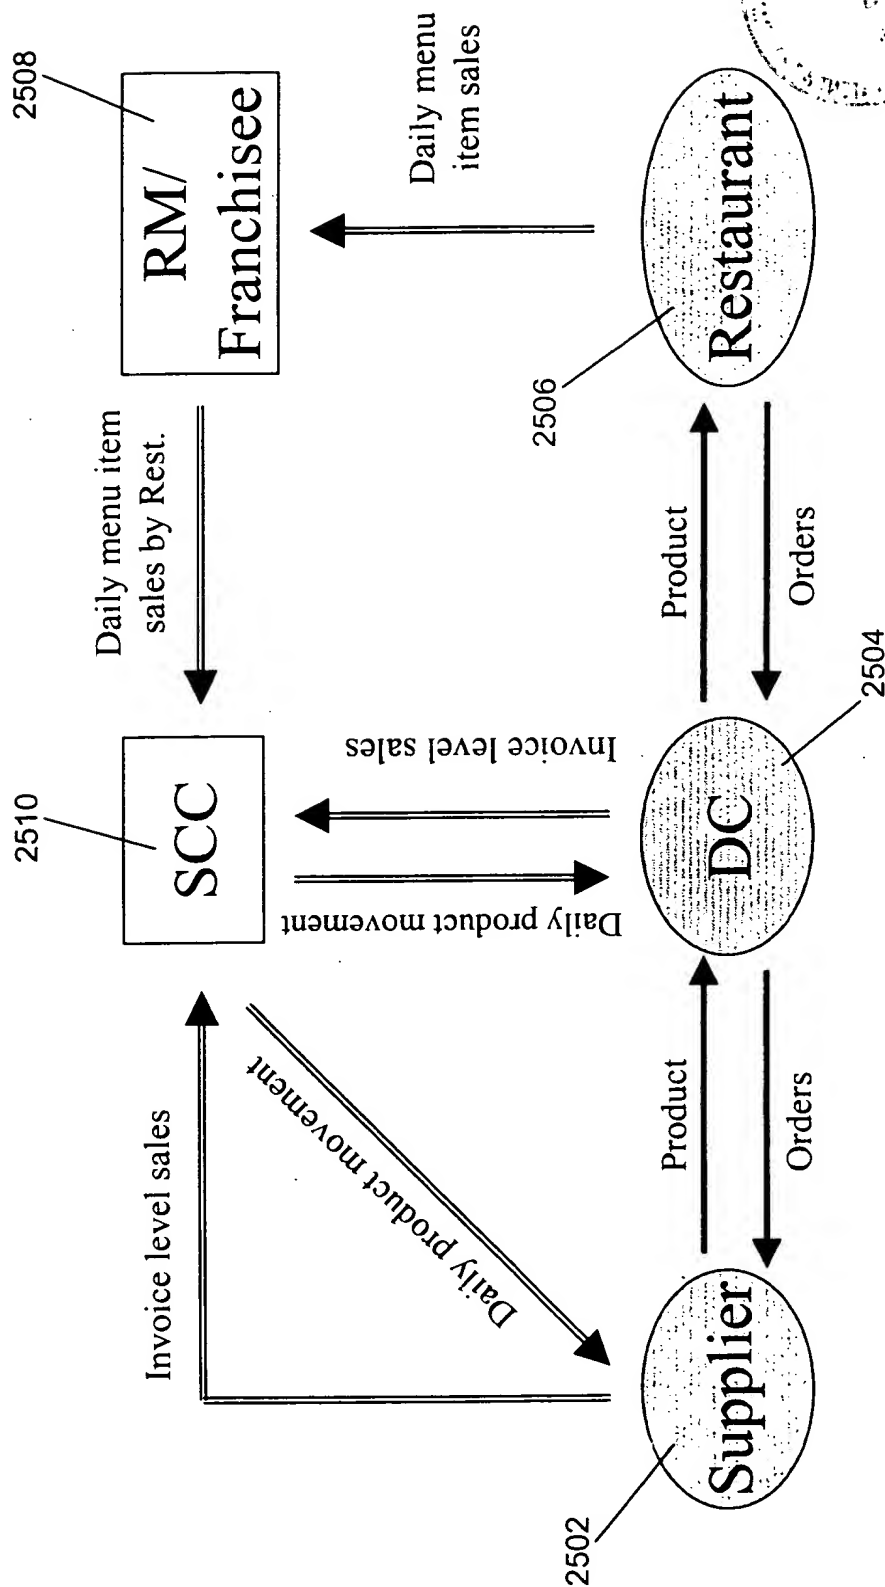 2510
2508
SCC
RM/
Franchisee
Daily menu item
sales by Rest.
Invoice level sales
Daily product movement
Daily product movement
Invoice level sales
Daily menu
item sales
2502
Supplier
Product
Orders
DC
2504
Product
Orders
2506
Restaurant